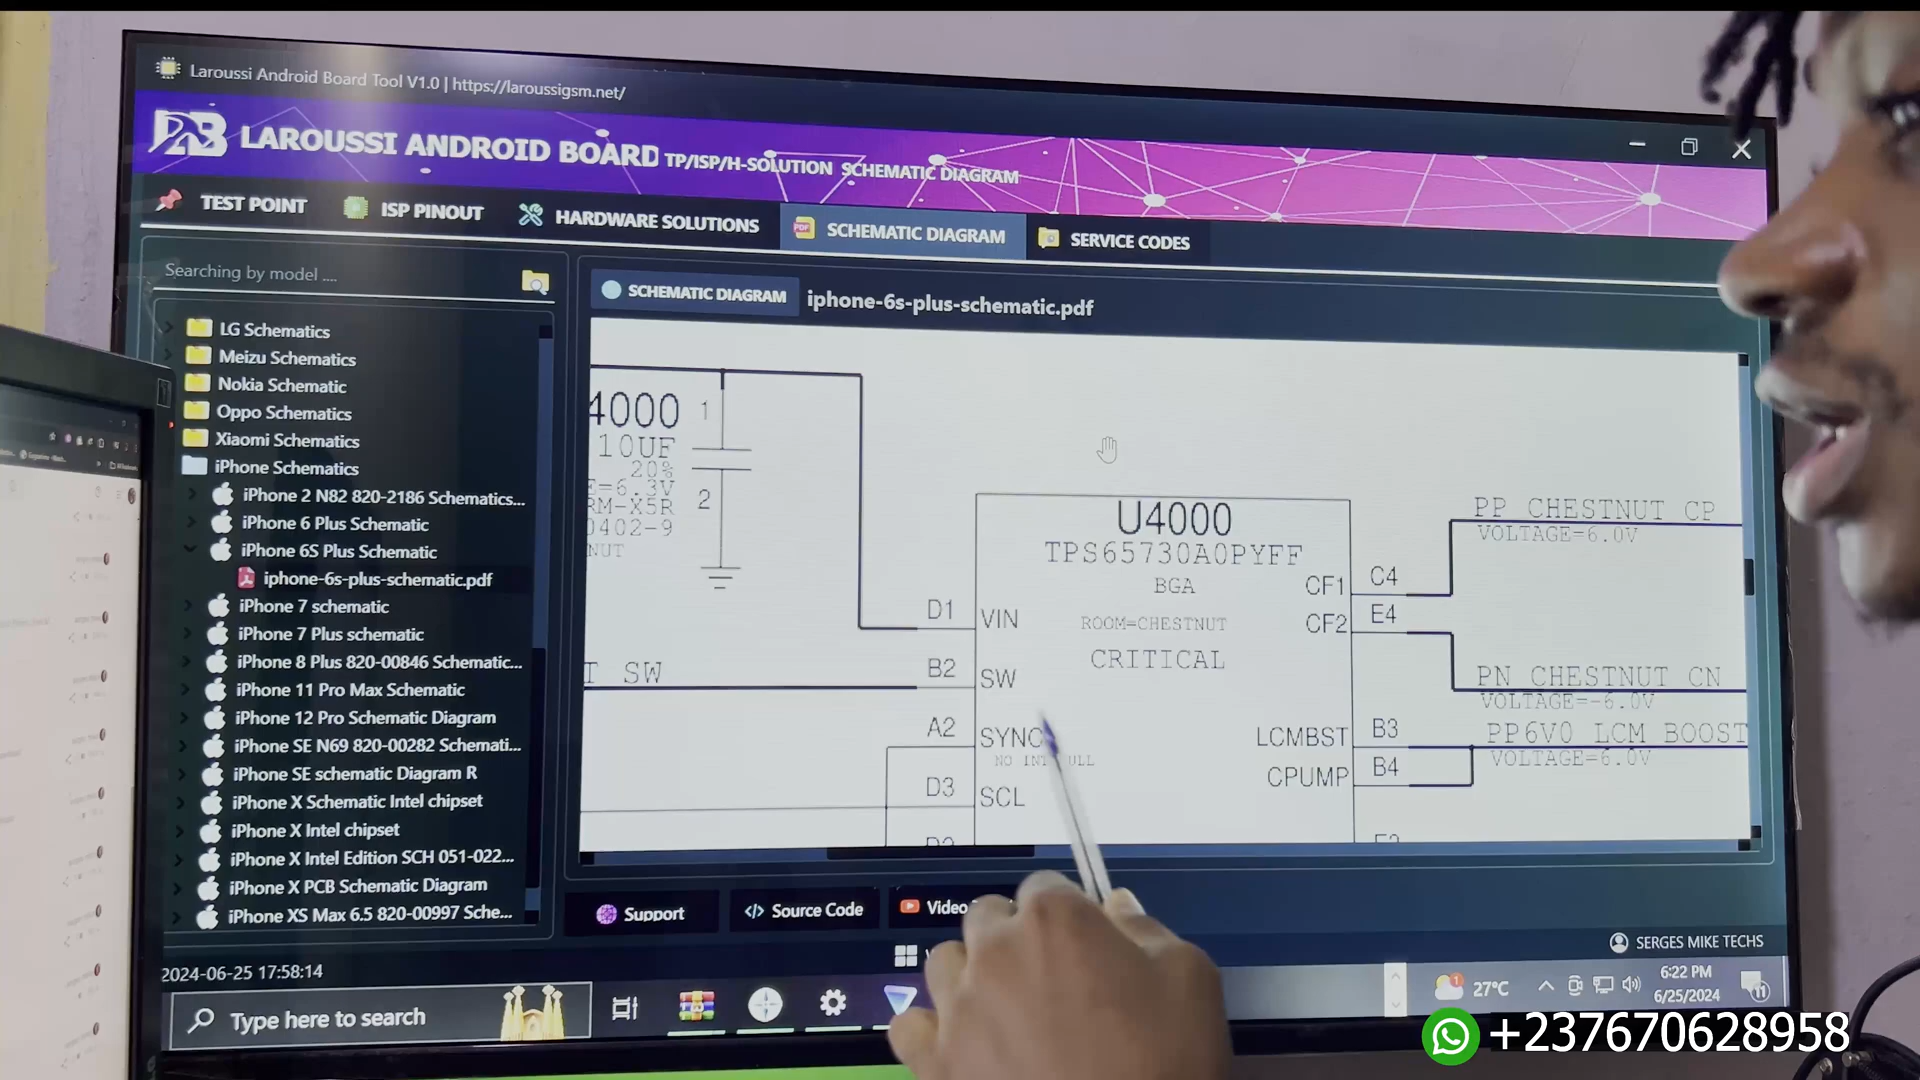 Laroussi Android Board Tool V1.0 | https://laroussigsm.net/
LAROUSSI ANDROID BOARD TP/ISP/H-SOLUTION SCHEMATIC DIAGRAM
TEST POINT
ISP PINOUT
HARDWARE SOLUTIONS
SCHEMATIC DIAGRAM
SERVICE CODES
Searching by model ....
LG Schematics
Meizu Schematics
Nokia Schematic
Oppo Schematics
Xiaomi Schematics
iPhone Schematics
iPhone 2 N82 820-2186 Schematics...
iPhone 6 Plus Schematic
iPhone 6S Plus Schematic
iphone-6s-plus-schematic.pdf
iPhone 7 schematic
iPhone 7 Plus schematic
iPhone 8 Plus 820-00846 Schematic...
iPhone 11 Pro Max Schematic
iPhone 12 Pro Schematic Diagram
iPhone SE N69 820-00282 Schemati...
iPhone SE schematic Diagram R
iPhone X Schematic Intel chipset
iPhone X Intel chipset
iPhone X Intel Edition SCH 051-022...
iPhone X PCB Schematic Diagram
iPhone XS Max 6.5 820-00997 Sche...
SCHEMATIC DIAGRAM
iphone-6s-plus-schematic.pdf
4000
1
10UF
20%
E=6.3V
RM-X5R
0402-9
NUT
2
U4000
TPS65730A0PYFF
BGA
ROOM=CHESTNUT
CRITICAL
D1 VIN
T SW
B2 SW
A2 SYNC
D3 SCL
CF1 C4
CF2 E4
LCMBST B3
CPUMP B4
PP CHESTNUT CP
VOLTAGE=6.0V
PN CHESTNUT CN
VOLTAGE=-6.0V
PP6V0 LCM BOOST
VOLTAGE=6.0V
Support
</> Source Code
Video
SERGES MIKE TECHS
2024-06-25 17:58:14
Type here to search
27°C
6:22 PM
6/25/2024
11
+237670628958